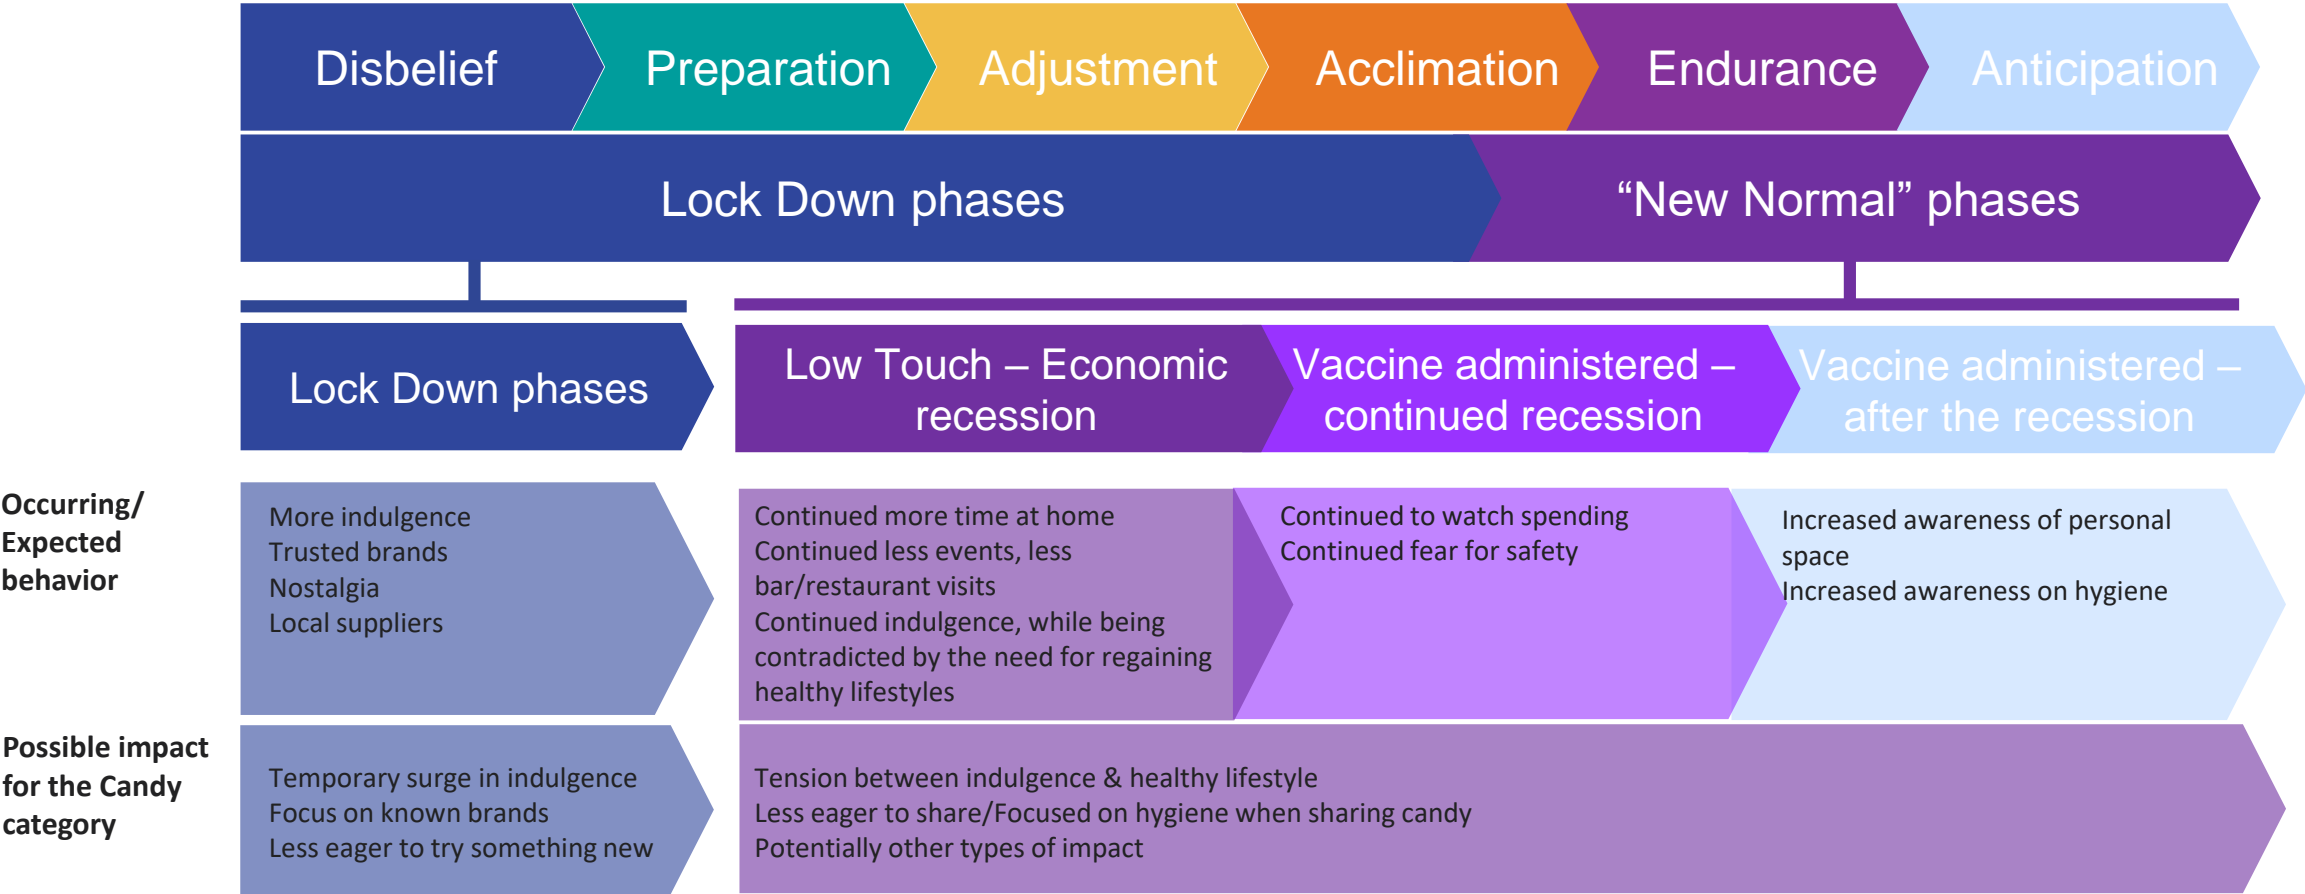 Disbelief
Preparation
Adjustment
Acclimation
Endurance
Anticipation
Lock Down phases
“New Normal” phases
Lock Down phases
Low Touch – Economic
recession
Vaccine administered –
continued recession
Vaccine administered –
after the recession
Occurring/
Expected
behavior
More indulgence
Trusted brands
Nostalgia
Local suppliers
Continued more time at home
Continued less events, less
bar/restaurant visits
Continued indulgence, while being
contradicted by the need for regaining
healthy lifestyles
Continued to watch spending
Continued fear for safety
Increased awareness of personal
space
Increased awareness on hygiene
Possible impact
for the Candy
category
Temporary surge in indulgence
Focus on known brands
Less eager to try something new
Tension between indulgence & healthy lifestyle
Less eager to share/Focused on hygiene when sharing candy
Potentially other types of impact